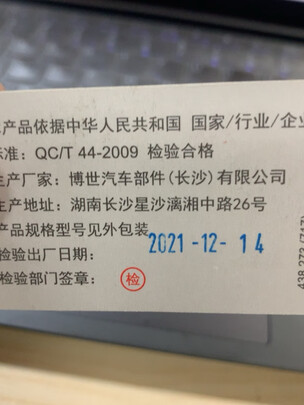 产品依据中华人民共和国 国家/行业/企业
标准: QC/T 44-2009 检验合格
生产厂家: 博世汽车部件(长沙)有限公司
生产地址: 湖南长沙星沙漓湘中路26号
产品规格型号见外包装
检验出厂日期: 2021-12-14
检验部门签章: 检